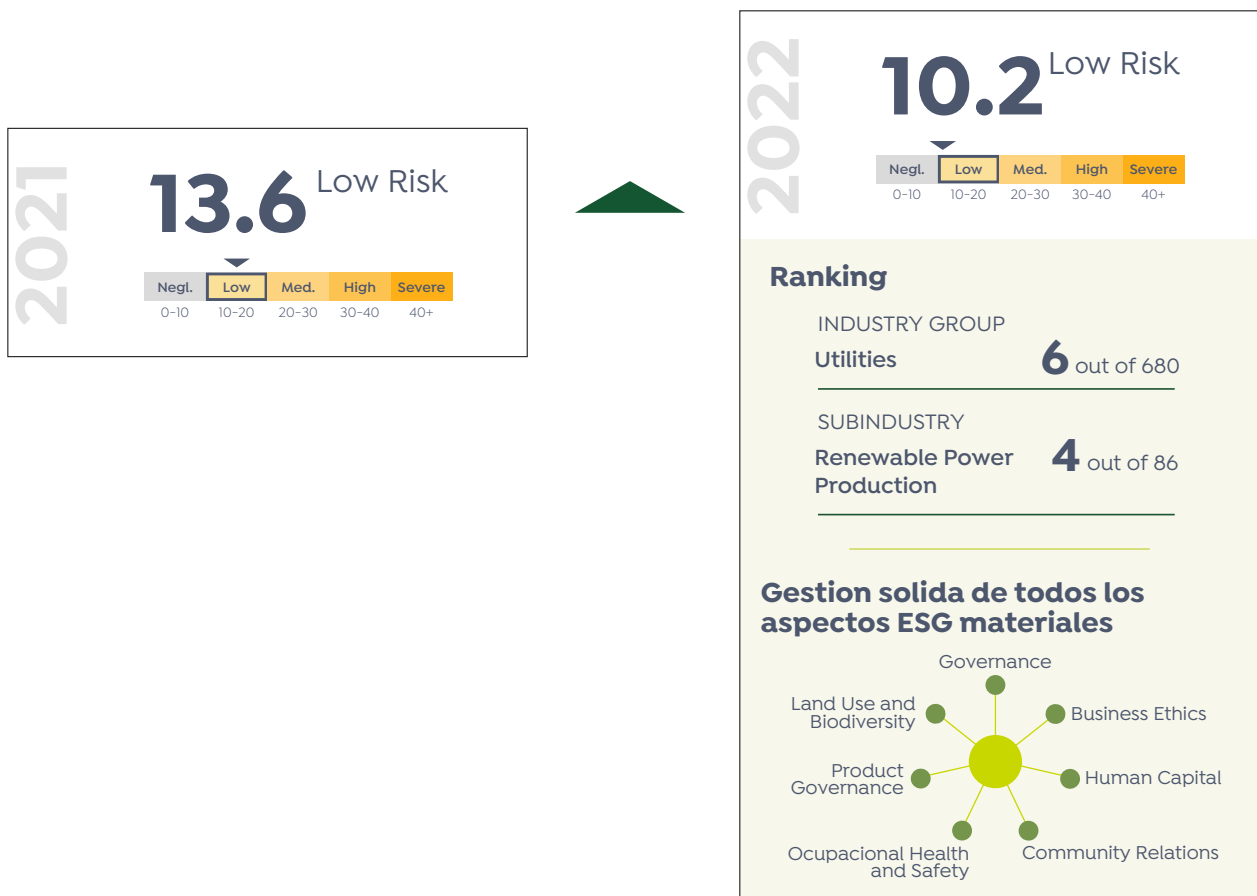 2021
13.6 Low Risk
Negl. Low Med. High Severe
0-10 10-20 20-30 30-40 40+
2022
10.2 Low Risk
Negl. Low Med. High Severe
0-10 10-20 20-30 30-40 40+
Ranking
INDUSTRY GROUP
Utilities 6 out of 680
SUBINDUSTRY
Renewable Power
Production
4 out of 86
Gestion solida de todos los
aspectos ESG materiales
Governance
Land Use and
Biodiversity
Business Ethics
Product
Governance
Human Capital
Ocupacional Health
and Safety
Community Relations